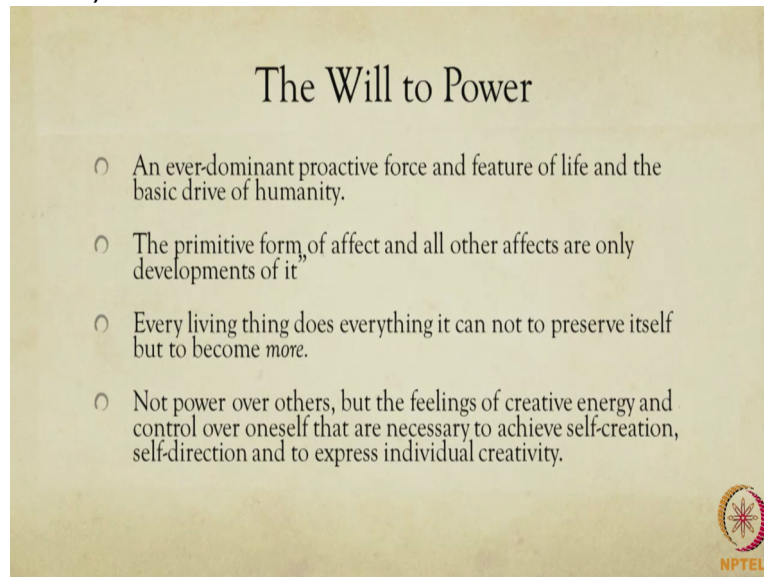 The Will to Power
An ever-dominant proactive force and feature of life and the
basic drive of humanity.
The primitive form of affect and all other affects are only
developments of it”
Every living thing does everything it can not to preserve itself
but to become more.
Not power over others, but the feelings of creative energy and
control over oneself that are necessary to achieve self-creation,
self-direction and to express individual creativity.
NPTEL